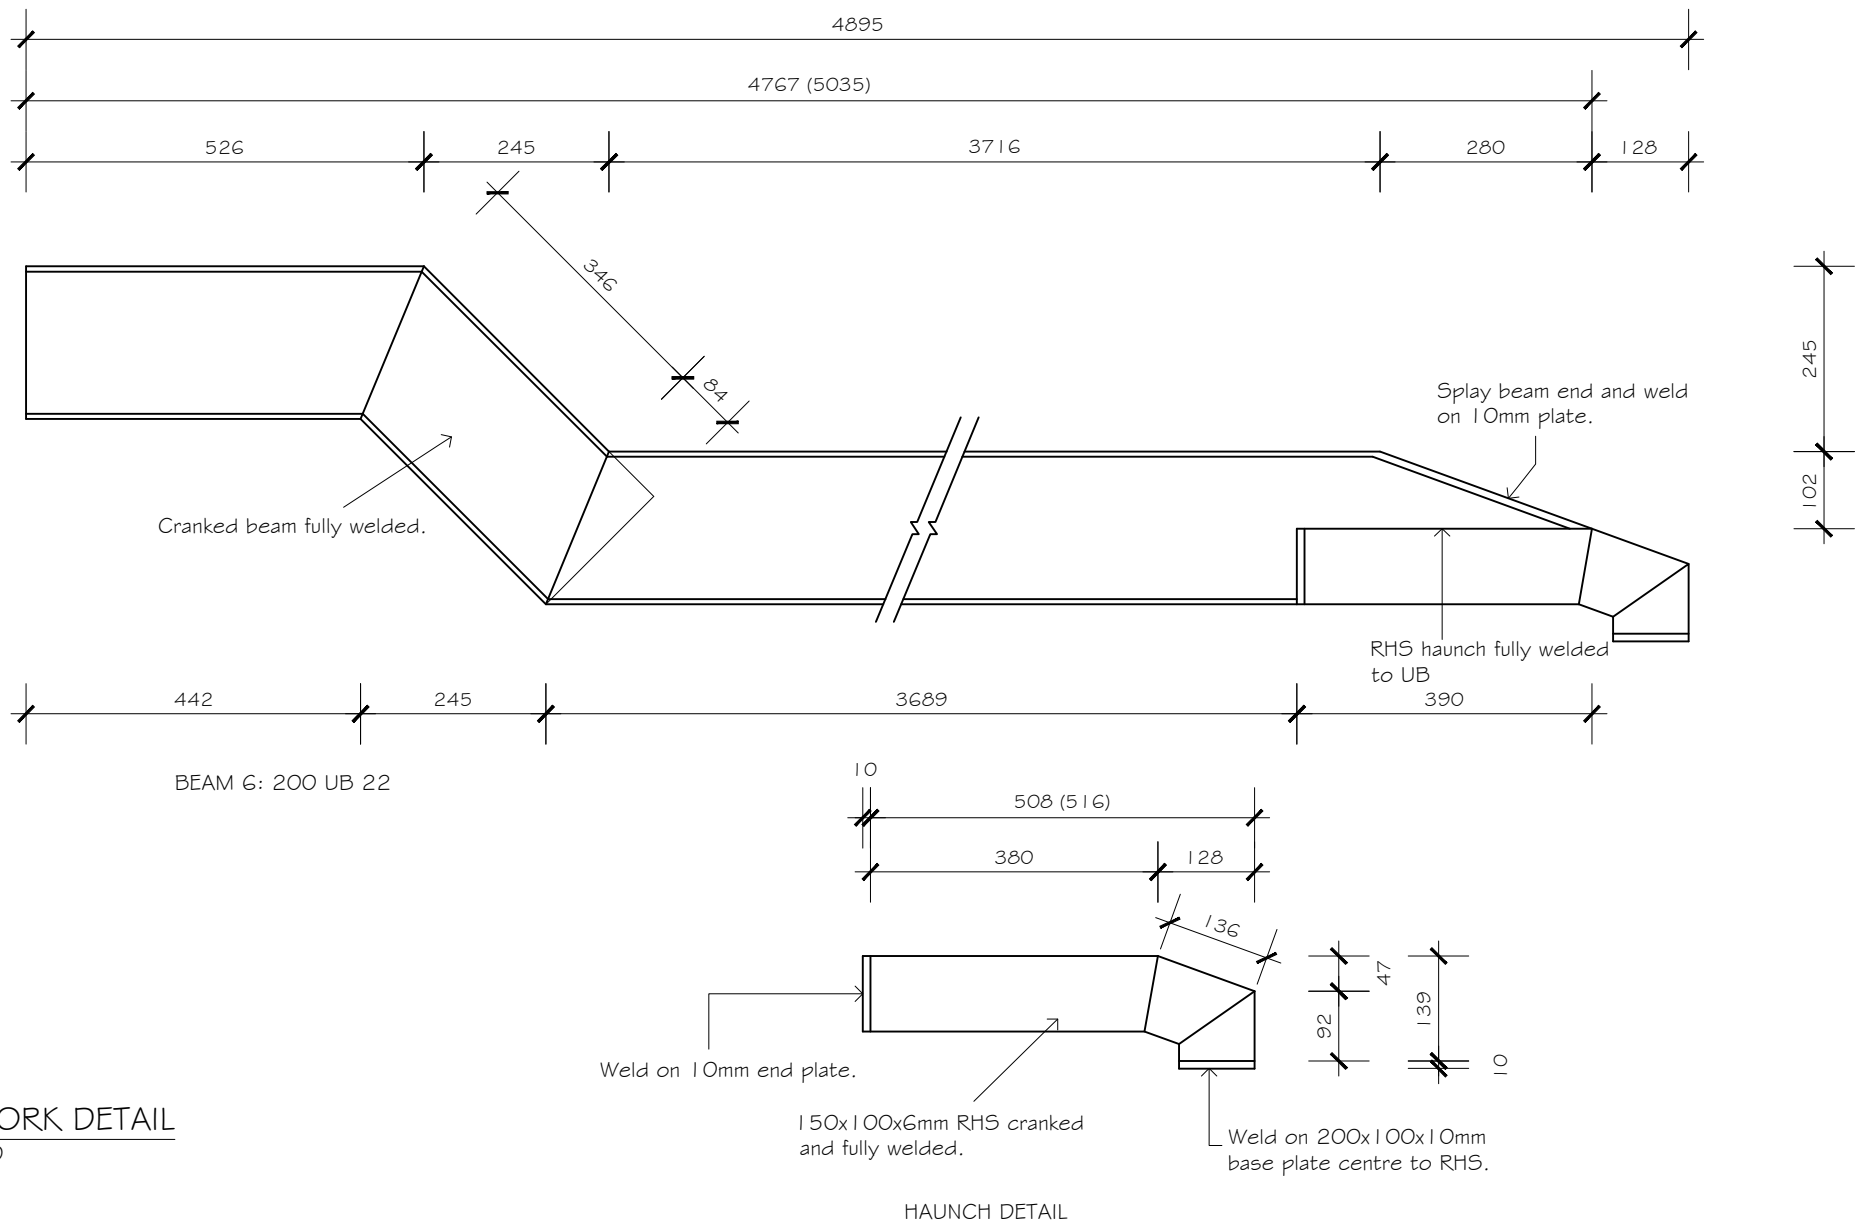 4895
4767 (5035)
526
245
3716
280
128
346
84
245
102
Splay beam end and weld
on 10mm plate.
Cranked beam fully welded.
RHS haunch fully welded
to UB
442
245
3689
390
BEAM 6: 200 UB 22
10
508 (516)
380
128
136
47
92
139
10
Weld on 10mm end plate.
150x100x6mm RHS cranked
and fully welded.
Weld on 200x100x10mm
base plate centre to RHS.
ORK DETAIL
HAUNCH DETAIL